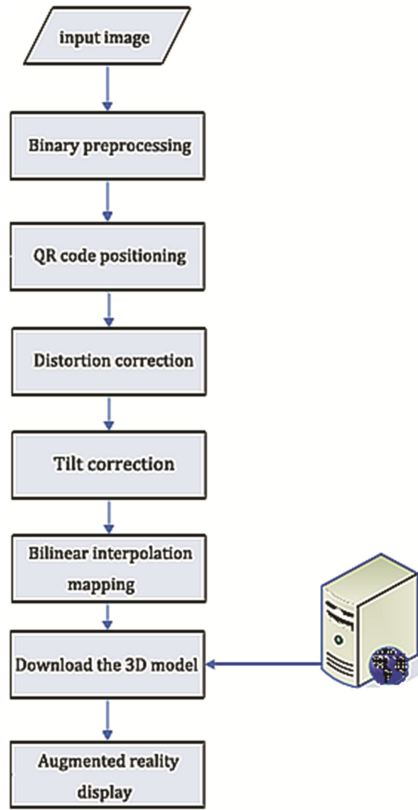 input image
Binary preprocessing
QR code positioning
Distortion correction
Tilt correction
Bilinear interpolation
mapping
Download the 3D model
Augmented reality
display